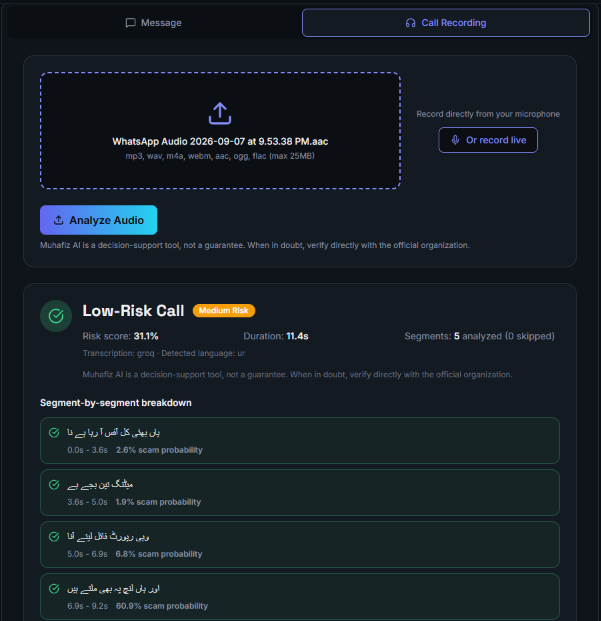 Message
Call Recording
WhatsApp Audio 2026-09-07 at 9.53.38 PM.aac
mp3, wav, m4a, webm, aac, ogg, flac (max 25MB)
Record directly from your microphone
Or record live
Analyze Audio
Muhafiz AI is a decision-support tool, not a guarantee. When in doubt, verify directly with the official organization.
Low-Risk Call
Medium Risk
Risk score: 31.1%
Duration: 11.4s
Segments: 5 analyzed (0 skipped)
Transcription: groq · Detected language: ur
Muhafiz AI is a decision-support tool, not a guarantee. When in doubt, verify directly with the official organization.
Segment-by-segment breakdown
ہاں بھئی کل آفس آ رہا ہے نا
0.0s - 3.6s 2.6% scam probability
میٹنگ تین بجے ہے
3.6s - 5.0s 1.9% scam probability
وہی رپورٹ فائل لیتے آنا
5.0s - 6.9s 6.8% scam probability
اور ہاں لنچ پہ بھی ملتے ہیں
6.9s - 9.2s 60.9% scam probability